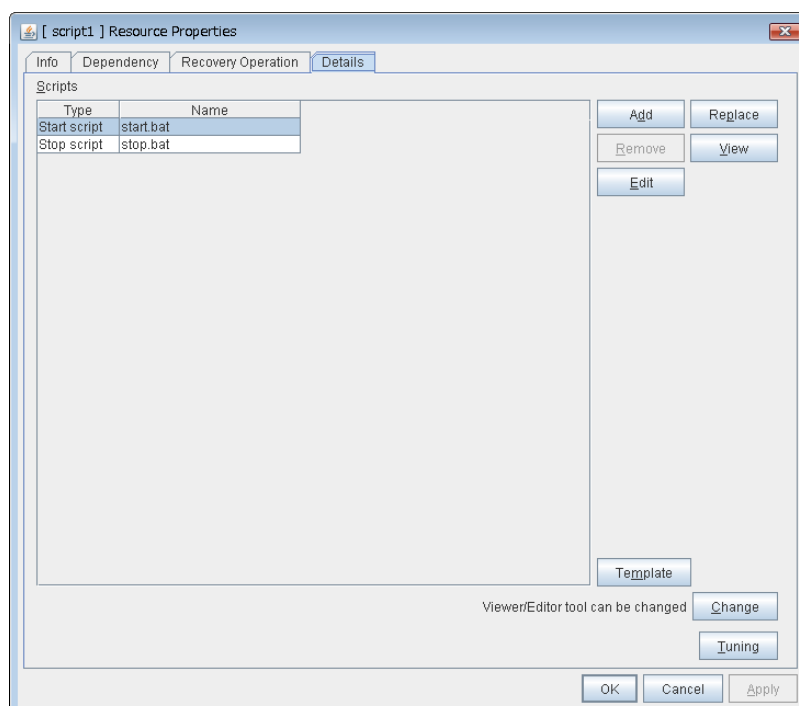 [ script1 ] Resource Properties
Info Dependency Recovery Operation Details
Scripts
Type Name
Start script start.bat
Stop script stop.bat
Add Replace
Remove View
Edit
Template
Viewer/Editor tool can be changed Change
Tuning
OK Cancel Apply